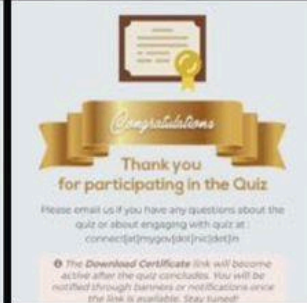 Congratulations
Thank you
for participating in the Quiz
Please email us if you have any questions about the
quiz or about engaging with quiz at :
connect[at]mygov[dot]nic[dot]in
The Download Certificate link will become
active after the quiz concludes. You will be
notified through banners or notifications once
the link is available. Stay tuned!